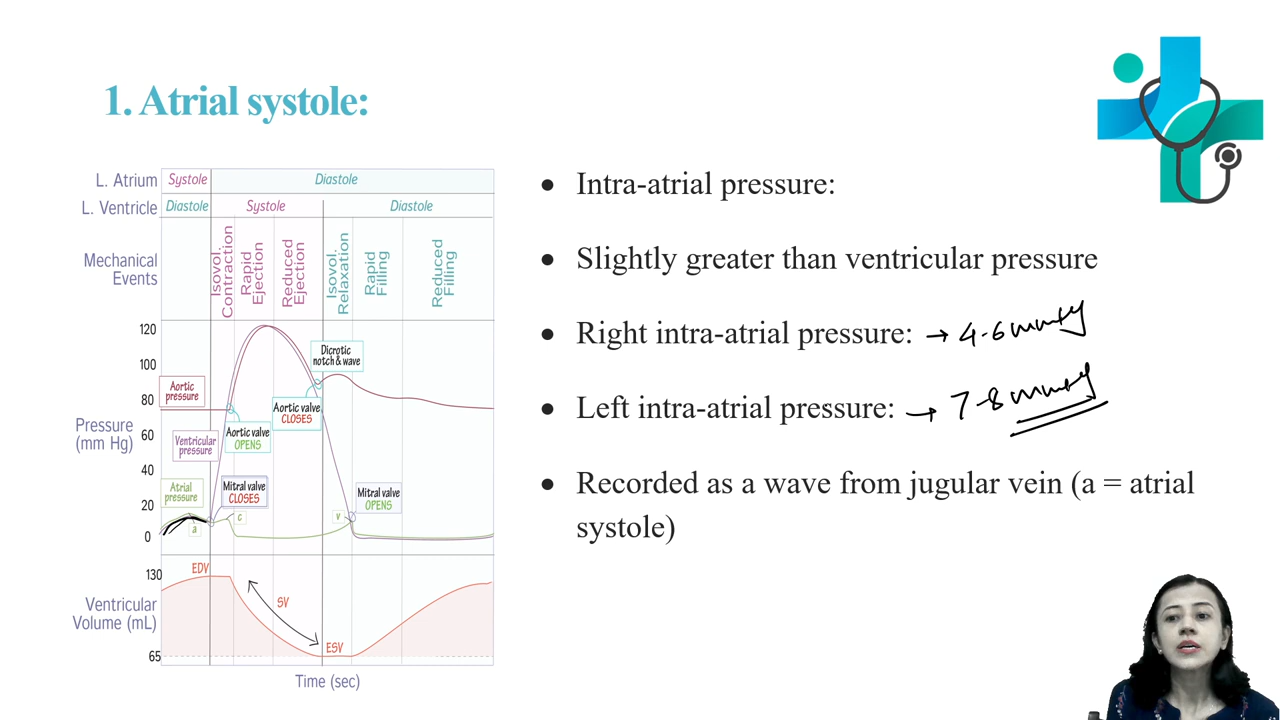 1. Atrial systole:
L. Atrium
Systole
Diastole
L. Ventricle
Diastole
Systole
Diastole
Mechanical
Events
Isovol.
Contraction
Rapid
Ejection
Reduced
Ejection
Isovol.
Relaxation
Rapid
Filling
Reduced
Filling
Pressure
(mm Hg)
120
100
80
60
40
20
0
Aortic
pressure
Ventricular
pressure
Atrial
pressure
Dicrotic
notch & wave
Aortic valve
OPENS
Aortic valve
CLOSES
Mitral valve
CLOSES
Mitral valve
OPENS
a
c
v
Ventricular
Volume (mL)
130
65
EDV
SV
ESV
Time (sec)
• Intra-atrial pressure:
• Slightly greater than ventricular pressure
• Right intra-atrial pressure: → 4-6 mmHg
• Left intra-atrial pressure: → 7-8 mmHg
• Recorded as a wave from jugular vein (a = atrial
systole)